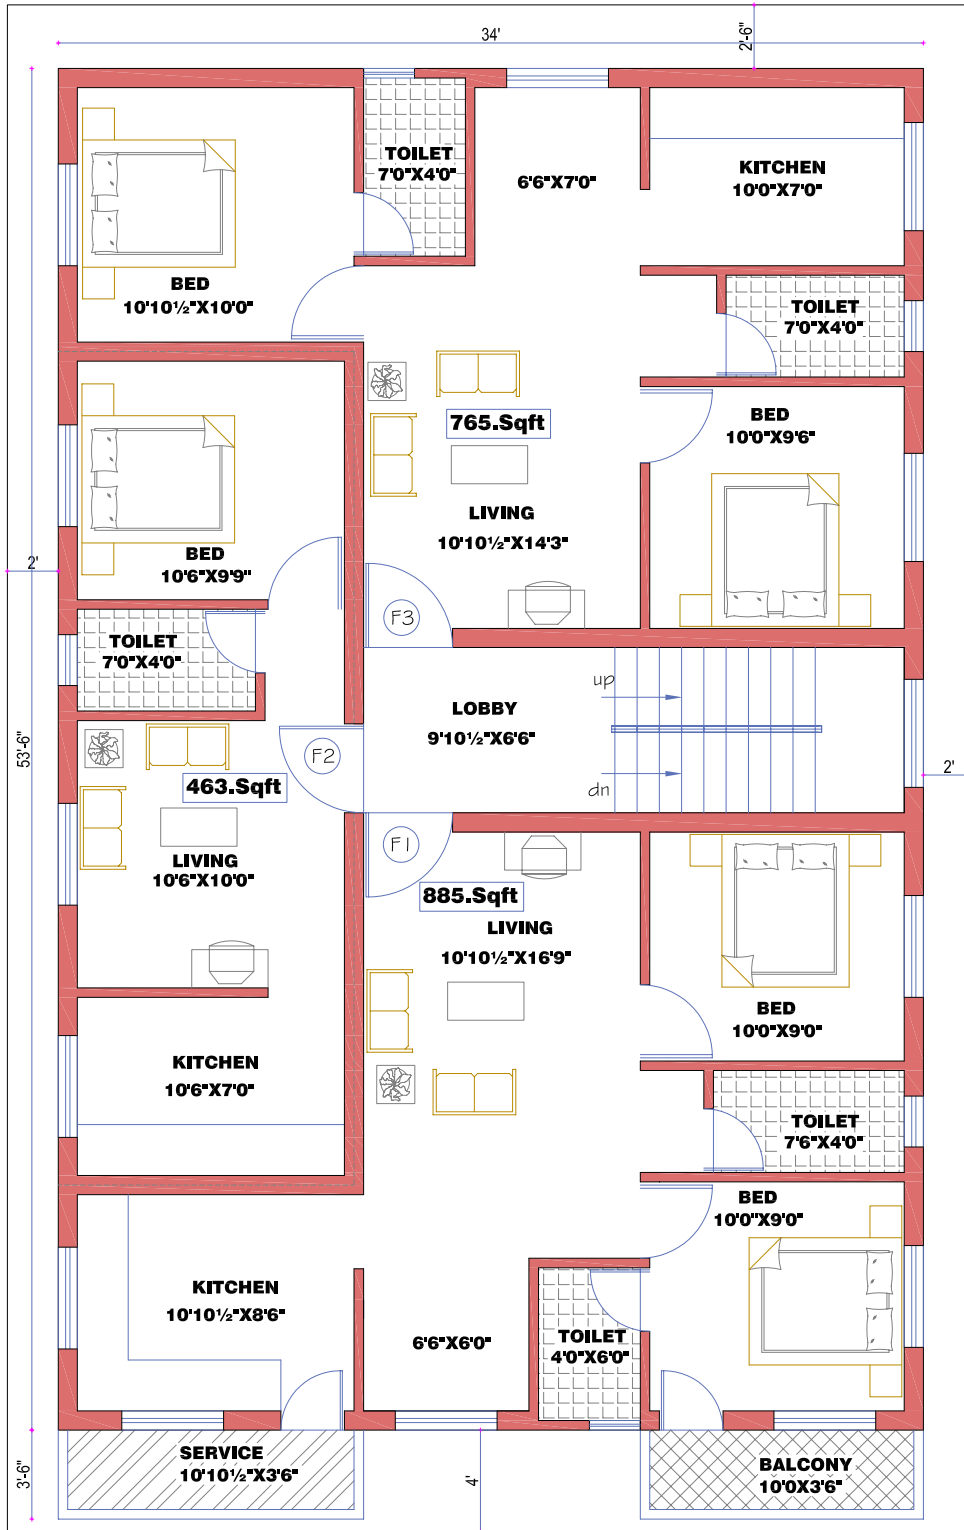 34'
2'-6"
TOILET
7'0"X4'0"
6'6"X7'0"
KITCHEN
10'0"X7'0"
BED
10'10½"X10'0"
TOILET
7'0"X4'0"
765.Sqft
BED
10'0"X9'6"
LIVING
10'10½"X14'3"
BED
10'6"X9'9"
2'
F3
TOILET
7'0"X4'0"
up
LOBBY
9'10½"X6'6"
53'-6"
F2
463.Sqft
dn
2'
F1
LIVING
10'6"X10'0"
885.Sqft
LIVING
10'10½"X16'9"
BED
10'0"X9'0"
KITCHEN
10'6"X7'0"
TOILET
7'6"X4'0"
BED
10'0"X9'0"
KITCHEN
10'10½"X8'6"
6'6"X6'0"
TOILET
4'0"X6'0"
SERVICE
10'10½"X3'6"
BALCONY
10'0X3'6"
3'-6"
4'